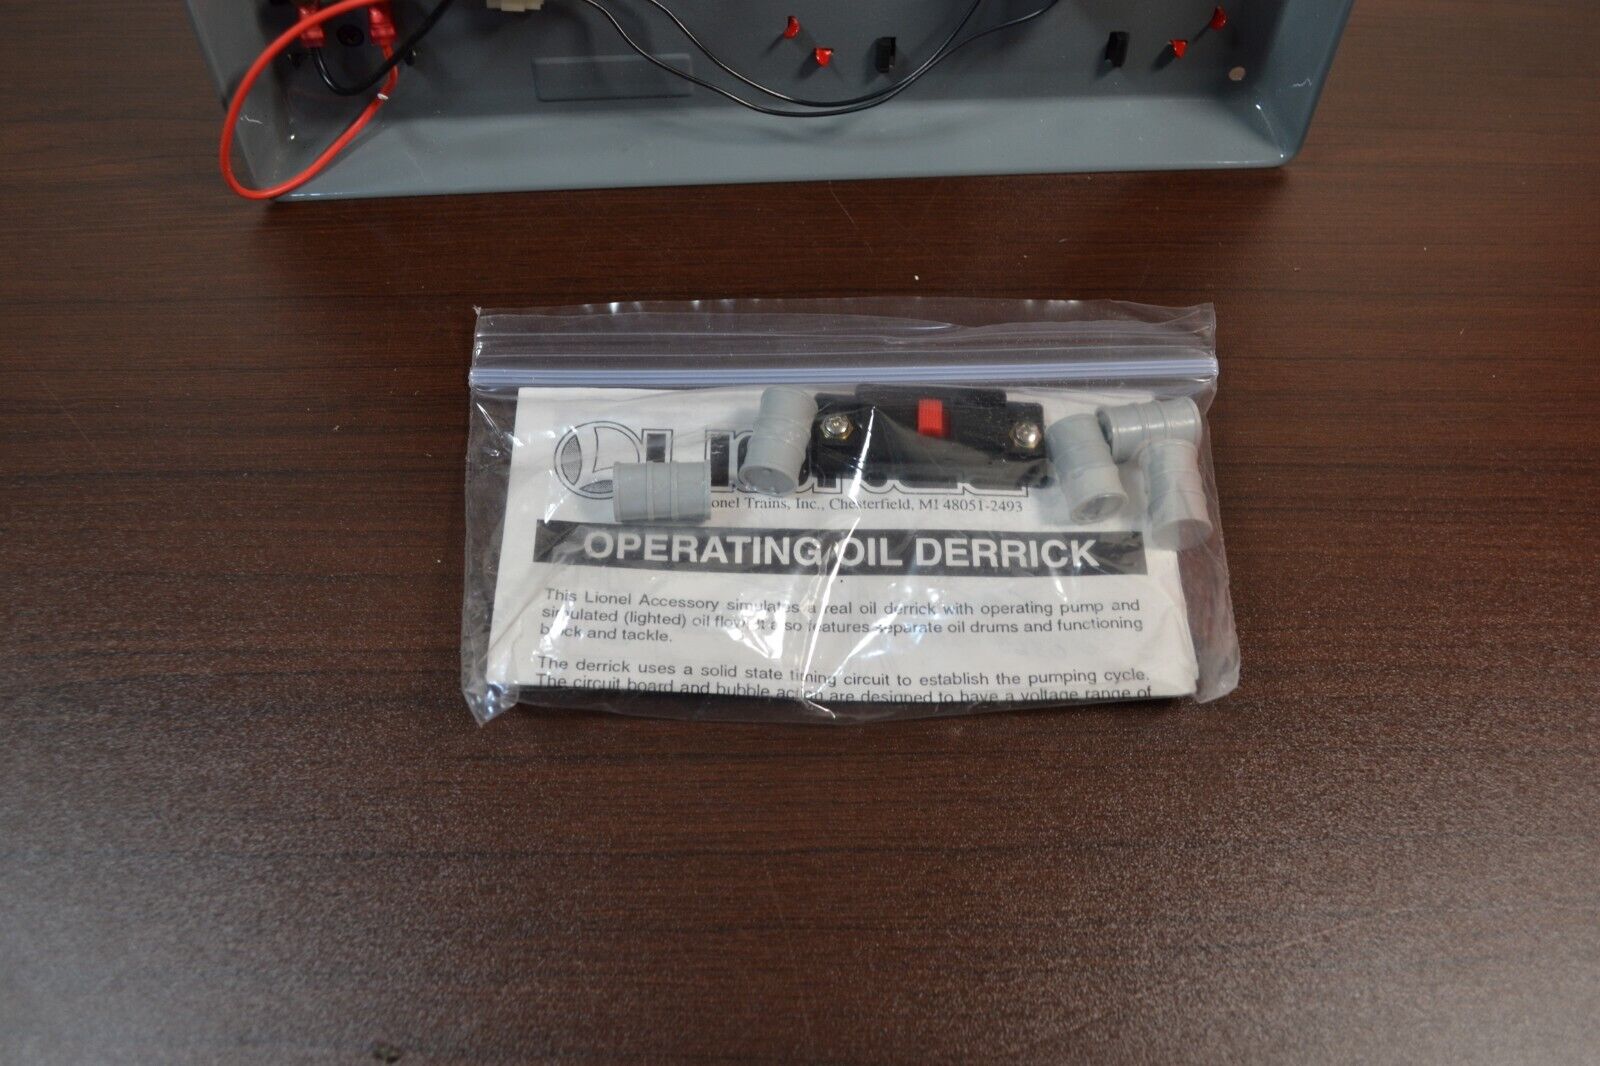 LIONEL
onel Trains, Inc., Chesterfield, MI 48051-2493
OPERATING OIL DERRICK
This Lionel Accessory simulates a real oil derrick with operating pump and
simulated (lighted) oil flow. It also features separate oil drums and functioning
block and tackle.
The derrick uses a solid state timing circuit to establish the pumping cycle.
The circuit board and bubble action are designed to have a voltage range of